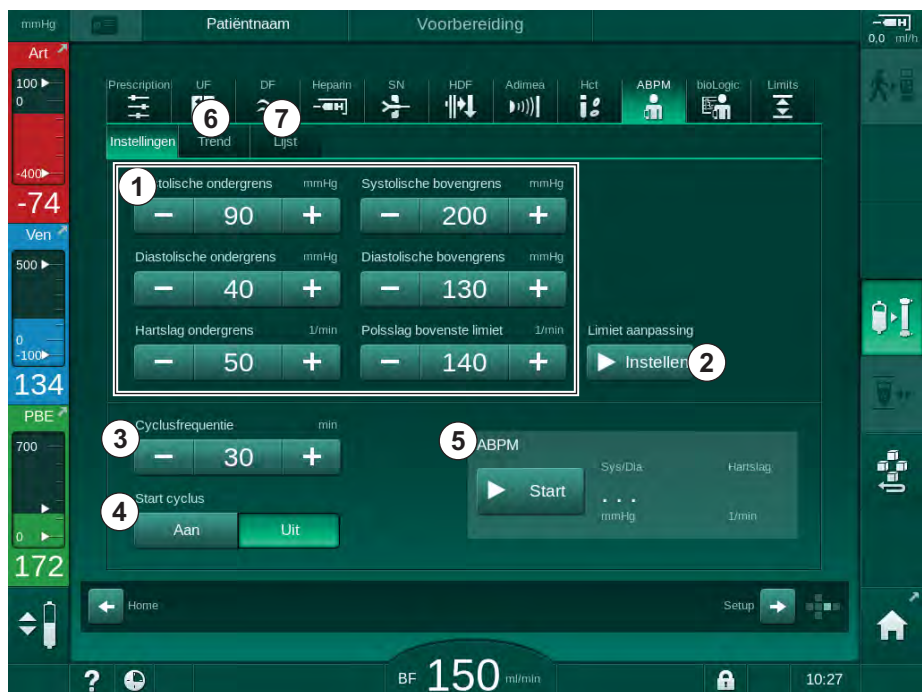 mmHg Patiëntnaam Voorbereiding
0,0 ml/h
Art
Prescription UF DF Heparin SN HDF Adimea Hct ABPM bioLogic Limits
100
0
-400
-74
6 7
Instellingen Trend Lijst
1
ondergrens mmHg Systolische bovengrens mmHg
− 90 + − 200 +
Diastolische ondergrens mmHg Diastolische bovengrens mmHg
− 40 + − 130 +
Hartslag ondergrens 1/min Polsslag bovenste limiet 1/min Limiet aanpassing
− 50 + − 140 + Instellen 2
Ven
500
0
-100
134
3
Cyclusfrequentie min
− 30 +
4
Start cyclus
Aan Uit
5
ABPM
Sys/Dia Hartslag
Start . . .
mmHg 1/min
PBE
700
0
172
Home Setup
? BF 150 ml/min 10:27